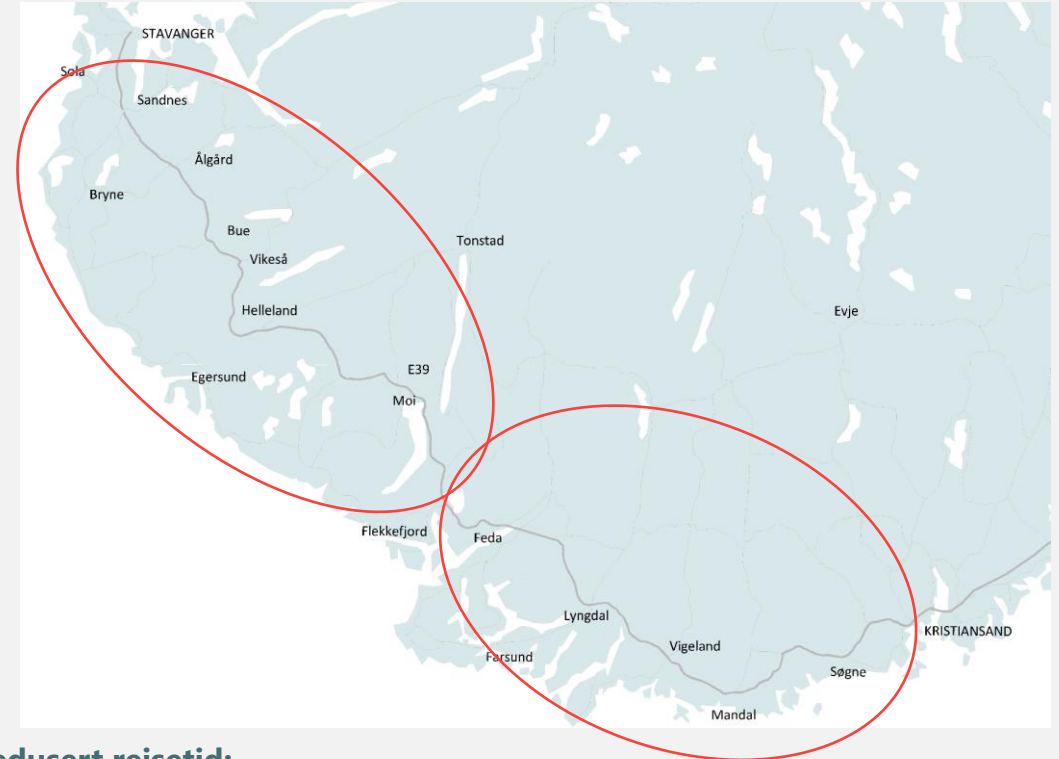 STAVANGER
Sola
Sandnes
Ålgård
Bryne
Bue
Tonstad
Vikeså
Helleland
Evje
E39
Egersund
Moi
Flekkefjord
Feda
Lyngdal
KRISTIANSAND
Vigeland
Farsund
Søgne
Mandal
reisetid: